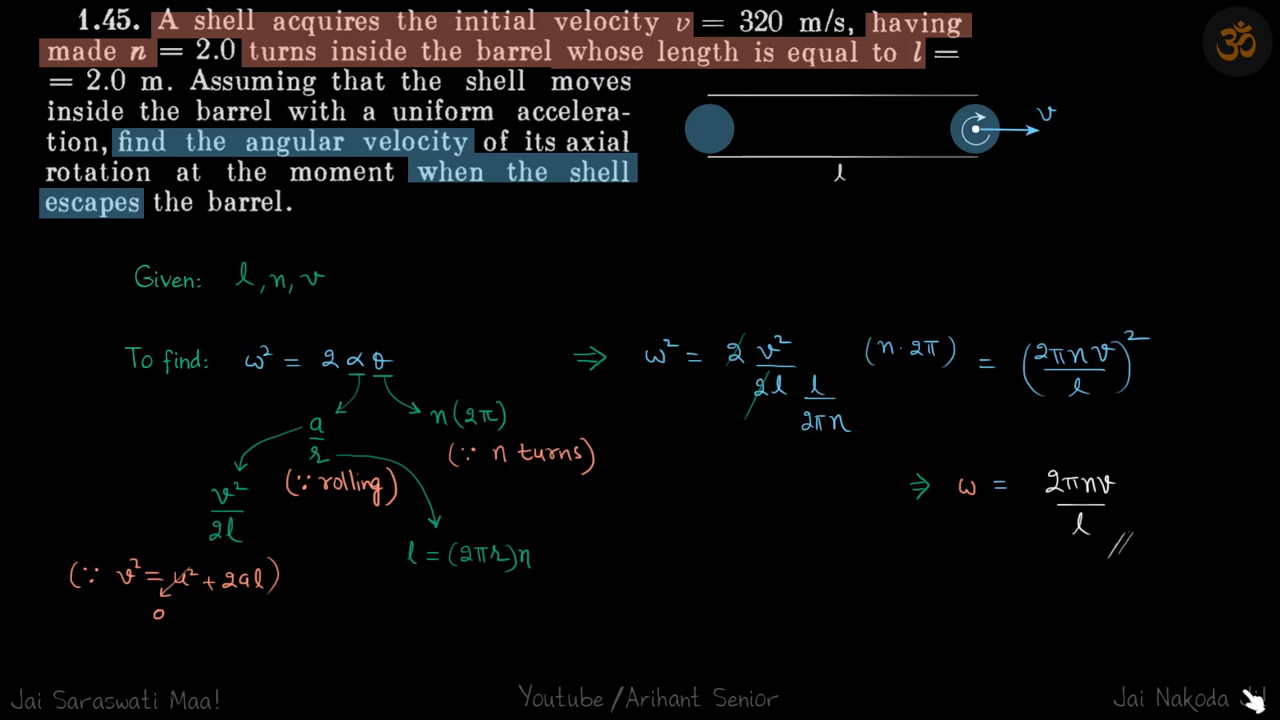 1.45. A shell acquires the initial velocity v = 320 m/s, having
made n = 2.0 turns inside the barrel whose length is equal to l =
= 2.0 m. Assuming that the shell moves
inside the barrel with a uniform accelera-
tion, find the angular velocity of its axial
rotation at the moment when the shell
escapes the barrel.
ॐ
v
l
Given: l, n, v
To find: ω² = 2 α θ
a/r
n(2π)
(∵ n turns)
(∵ rolling)
v²/2l
l = (2πr)n
(∵ v² = u² + 2al)
0
⇒ ω² = 2 v²/2l l/2πn (n · 2π) = (2πnv/l)²
⇒ ω = 2πnv/l //
Jai Saraswati Maa!
Youtube /Arihant Senior
Jai Nakoda Ji!